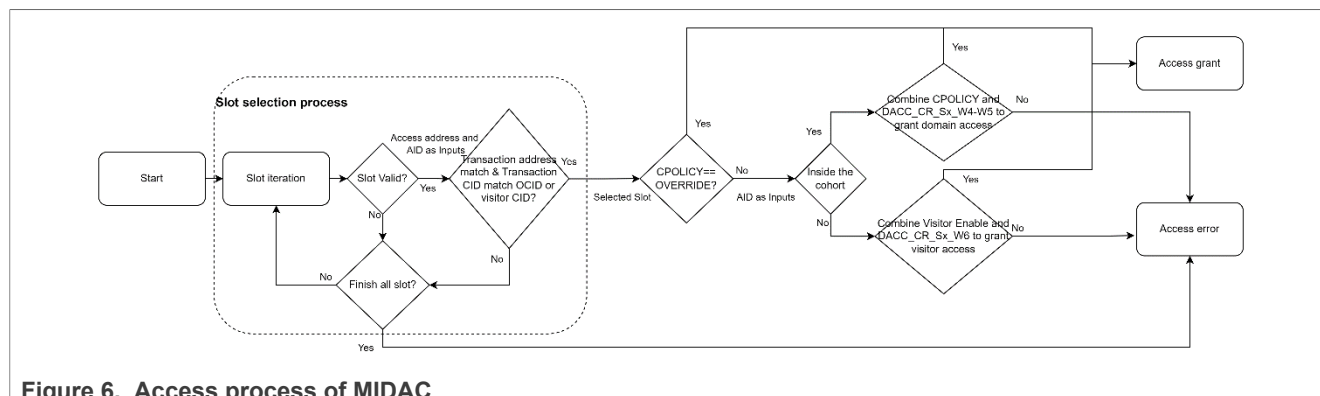 Slot selection process
Start
Slot iteration
Slot Valid?
Yes
No
Access address and
AID as Inputs
Transaction address
match & Transaction
CID match OCID or
visitor CID?
Yes
No
Finish all slot?
No
Yes
Selected Slot
CPOLICY==
OVERRIDE?
Yes
No
AID as Inputs
Inside the
cohort
Yes
No
Combine CPOLICY and
DACC_CR_Sx_W4-W5 to
grant domain access
Yes
No
Combine Visitor Enable and
DACC_CR_Sx_W6 to grant
visitor access
Yes
No
Access grant
Access error
Figure 6. Access process of MIDAC